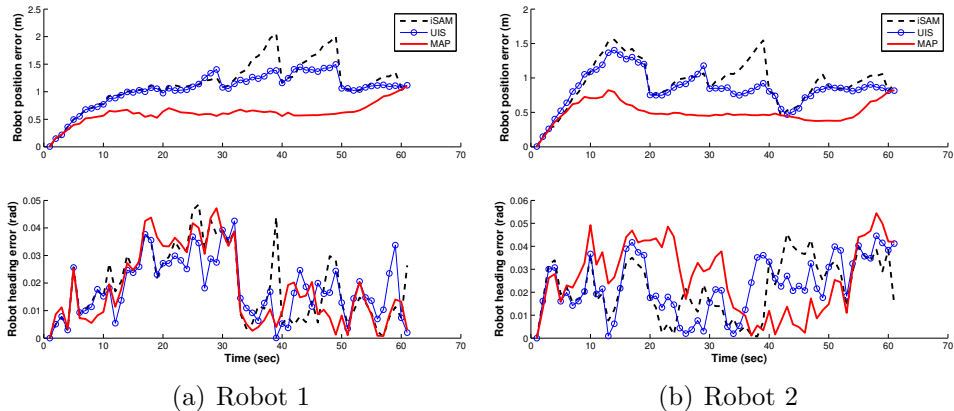 2.5
2
1.5
1
0.5
0
0 10 20 30 40 50 60 70
Robot position error (m)
iSAM
UIS
MAP
0.05
0.04
0.03
0.02
0.01
0
0 10 20 30 40 50 60 70
Robot heading error (rad)
Time (sec)
(a) Robot 1
2
1.5
1
0.5
0
0 10 20 30 40 50 60 70
Robot position error (m)
iSAM
UIS
MAP
0.06
0.05
0.04
0.03
0.02
0.01
0
0 10 20 30 40 50 60 70
Robot heading error (rad)
Time (sec)
(b) Robot 2